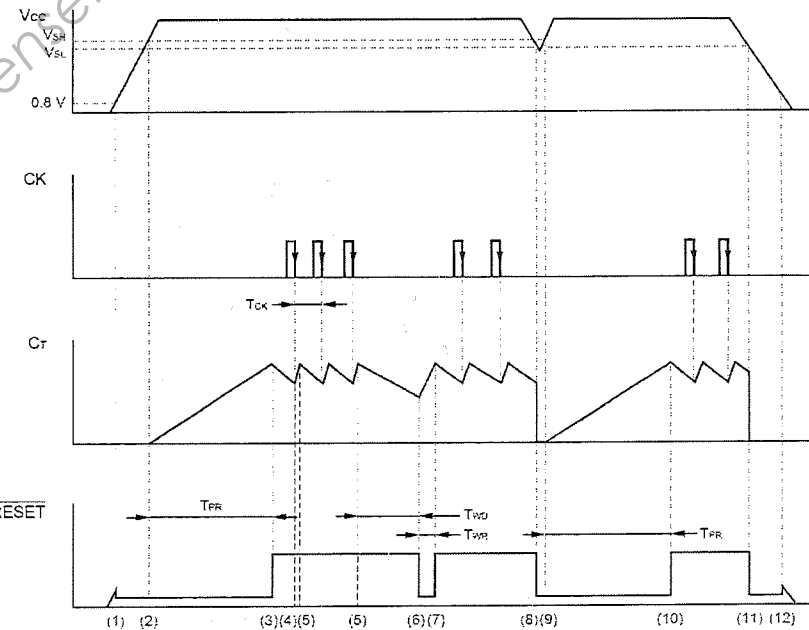 Vcc
VSH
VSL
0.8 V
CK
TCK
CT
RESET
TPR
TWD
TWR
TPR
(1) (2) (3)(4)(5) (5) (6)(7) (8)(9) (10) (11) (12)